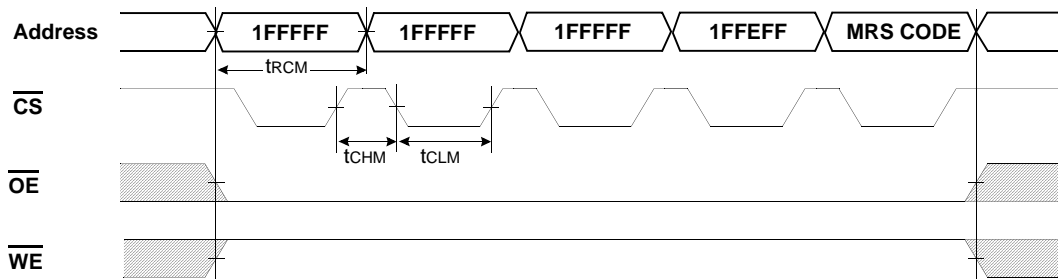 Address 1FFFFF 1FFFFF 1FFFFF 1FFEFF MRS CODE
tRCM
CS
tCHM tCLM
OE
WE